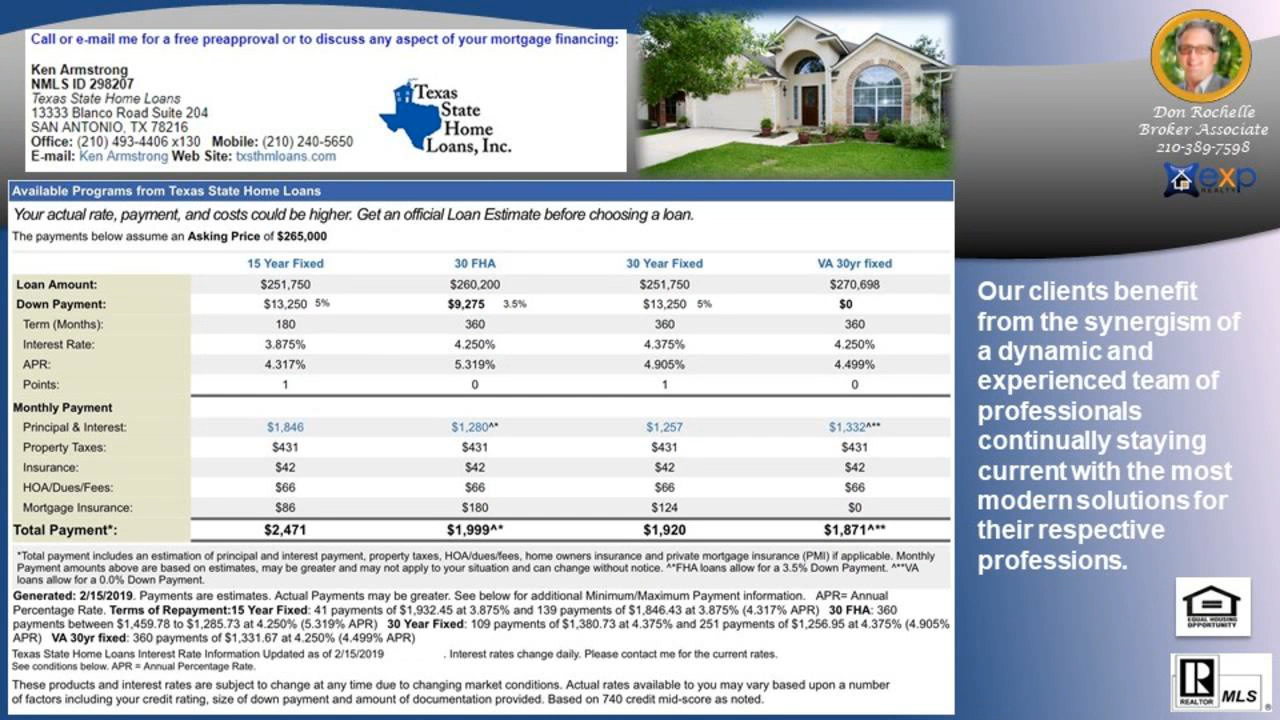 Call or e-mail me for a free preapproval or to discuss any aspect of your mortgage financing:
Ken Armstrong
NMLS ID 298207
Texas State Home Loans
13333 Blanco Road Suite 204
SAN ANTONIO, TX 78216
Office: (210) 493-4406 x130 Mobile: (210) 240-5650
E-mail: Ken Armstrong Web Site: txsthmloans.com
Texas
State
Home
Loans, Inc.
Don Rochelle
Broker Associate
210-389-7598
exp
REALTY
Available Programs from Texas State Home Loans
Your actual rate, payment, and costs could be higher. Get an official Loan Estimate before choosing a loan.
The payments below assume an Asking Price of $265,000
15 Year Fixed 30 FHA 30 Year Fixed VA 30yr fixed
Loan Amount: $251,750 $260,200 $251,750 $270,698
Down Payment: $13,250 5% $9,275 3.5% $13,250 5% $0
Term (Months): 180 360 360 360
Interest Rate: 3.875% 4.250% 4.375% 4.250%
APR: 4.317% 5.319% 4.905% 4.499%
Points: 1 0 1 0
Monthly Payment
Principal & Interest: $1,846 $1,280^* $1,257 $1,332^**
Property Taxes: $431 $431 $431 $431
Insurance: $42 $42 $42 $42
HOA/Dues/Fees: $66 $66 $66 $66
Mortgage Insurance: $86 $180 $124 $0
Total Payment*: $2,471 $1,999^* $1,920 $1,871^**
*Total payment includes an estimation of principal and interest payment, property taxes, HOA/dues/fees, home owners insurance and private mortgage insurance (PMI) if applicable. Monthly
Payment amounts above are based on estimates, may be greater and may not apply to your situation and can change without notice. ^*FHA loans allow for a 3.5% Down Payment. ^**VA
loans allow for a 0.0% Down Payment.
Generated: 2/15/2019. Payments are estimates. Actual Payments may be greater. See below for additional Minimum/Maximum Payment information. APR= Annual
Percentage Rate. Terms of Repayment:15 Year Fixed: 41 payments of $1,932.45 at 3.875% and 139 payments of $1,846.43 at 3.875% (4.317% APR) 30 FHA: 360
payments between $1,459.78 to $1,285.73 at 4.250% (5.319% APR) 30 Year Fixed: 109 payments of $1,380.73 at 4.375% and 251 payments of $1,256.95 at 4.375% (4.905%
APR) VA 30yr fixed: 360 payments of $1,331.67 at 4.250% (4.499% APR)
Texas State Home Loans Interest Rate Information Updated as of 2/15/2019 . Interest rates change daily. Please contact me for the current rates.
See conditions below. APR = Annual Percentage Rate.
These products and interest rates are subject to change at any time due to changing market conditions. Actual rates available to you may vary based upon a number
of factors including your credit rating, size of down payment and amount of documentation provided. Based on 740 credit mid-score as noted.
Our clients benefit
from the synergism of
a dynamic and
experienced team of
professionals
continually staying
current with the most
modern solutions for
their respective
professions.
EQUAL HOUSING
OPPORTUNITY
R
REALTOR
MLS
®